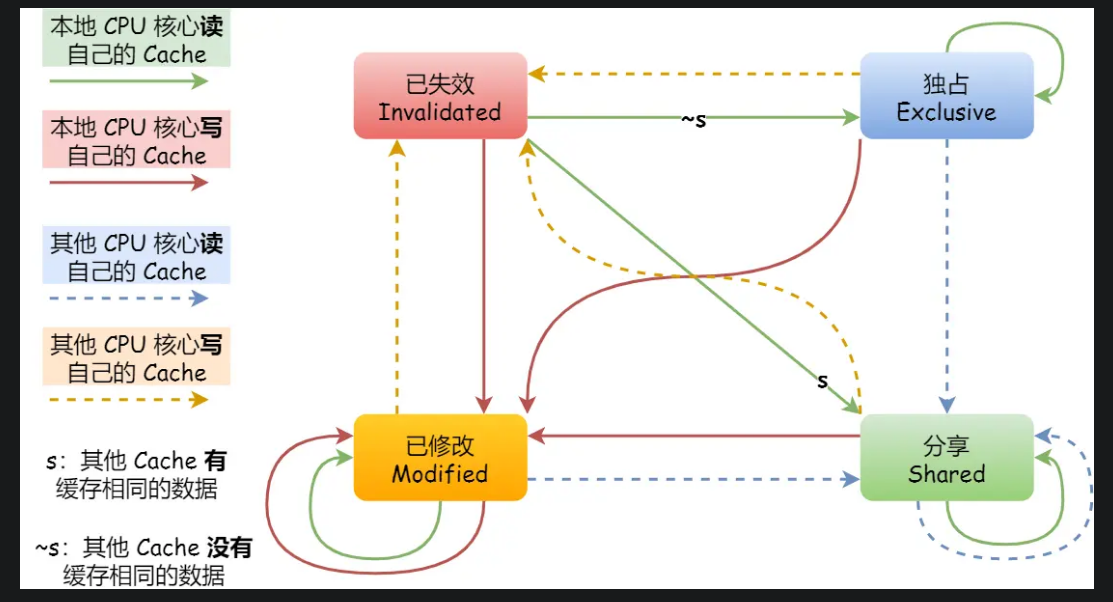 本地 CPU 核心读
自己的 Cache
本地 CPU 核心写
自己的 Cache
其他 CPU 核心读
自己的 Cache
其他 CPU 核心写
自己的 Cache
s：其他 Cache 有
缓存相同的数据
~s：其他 Cache 没有
缓存相同的数据
已失效
Invalidated
~s
独占
Exclusive
s
已修改
Modified
分享
Shared